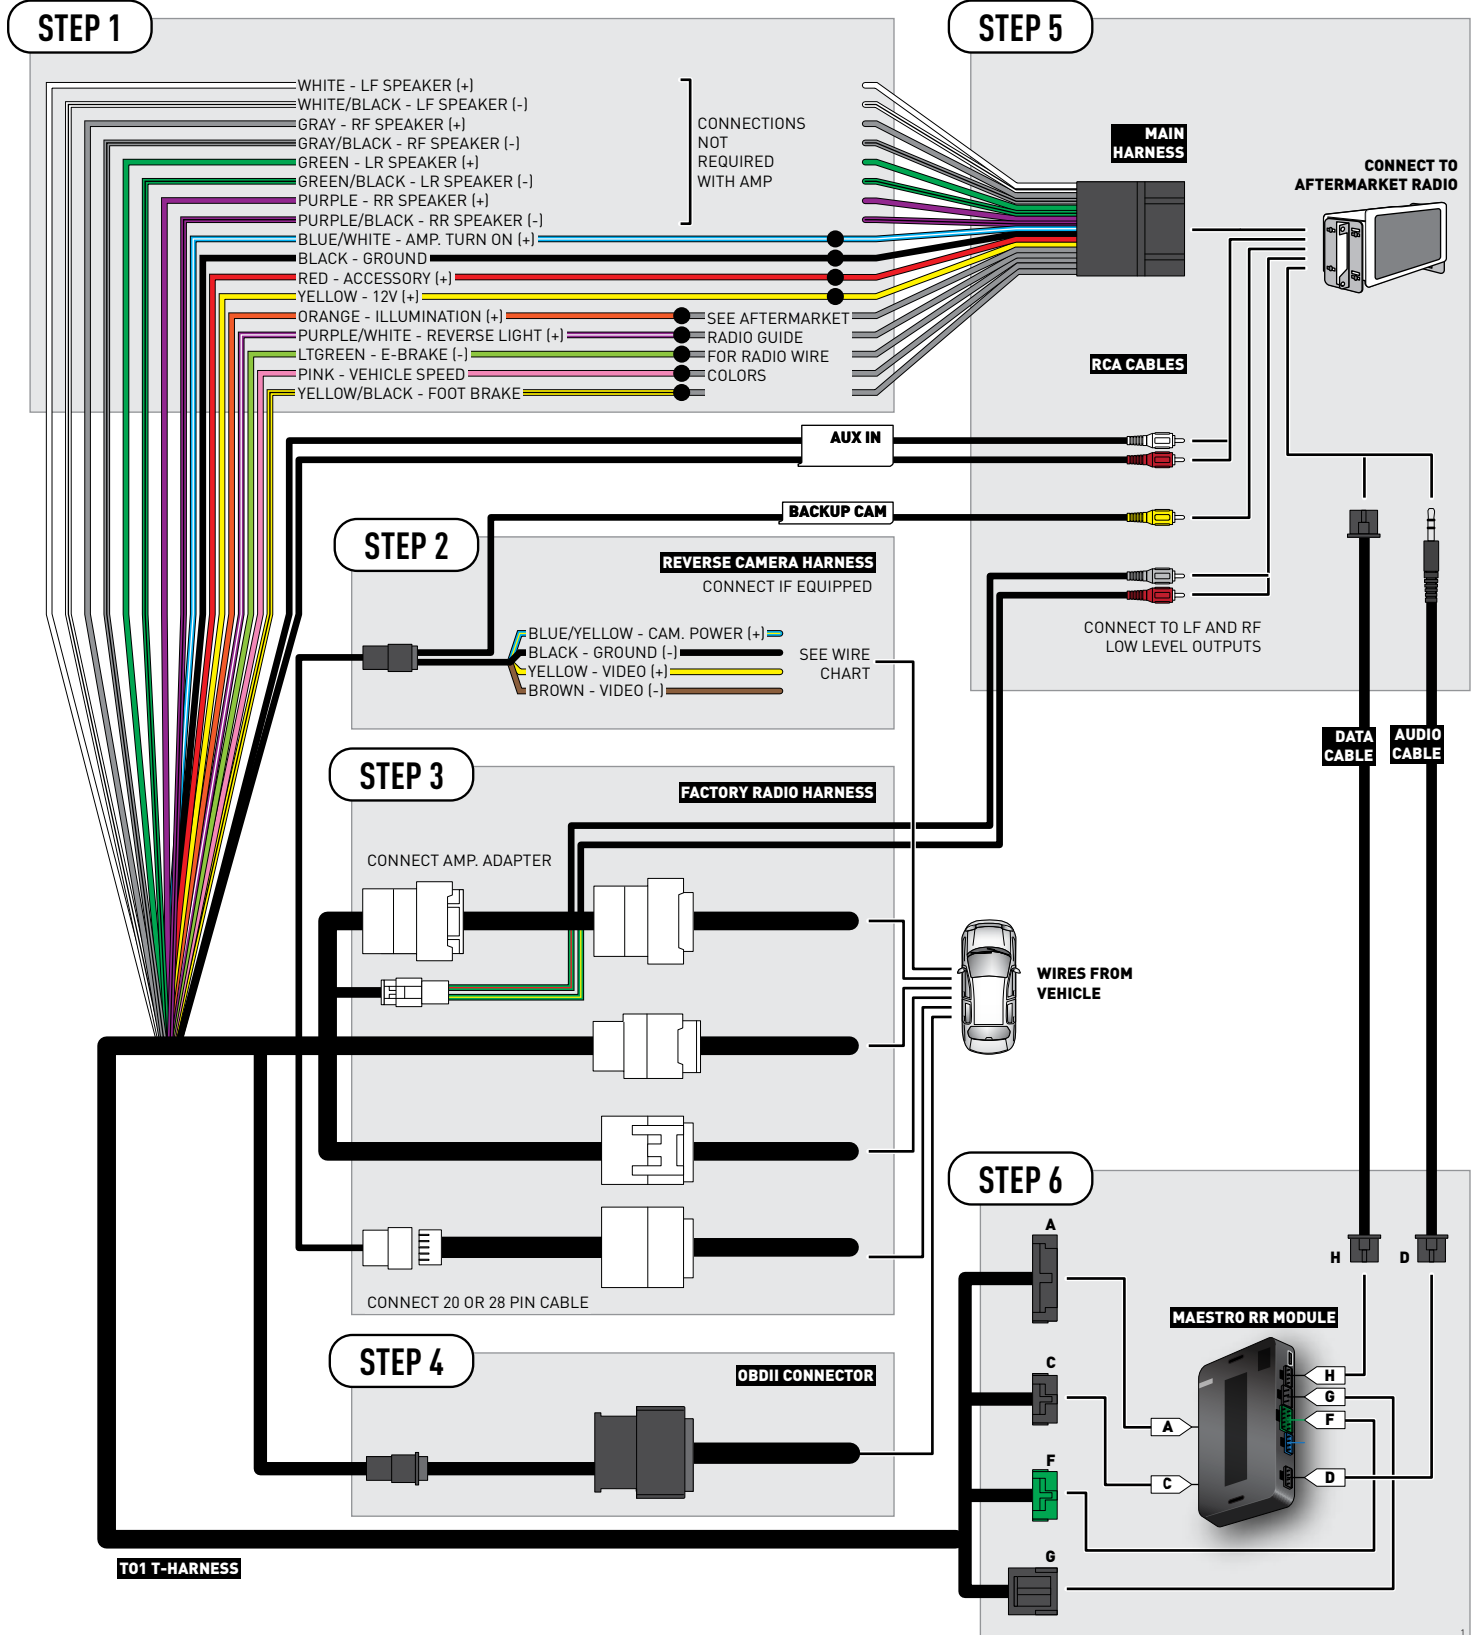 STEP 1
WHITE - LF SPEAKER (+)
WHITE/BLACK - LF SPEAKER (-)
GRAY - RF SPEAKER (+)
GRAY/BLACK - RF SPEAKER (-)
GREEN - LR SPEAKER (+)
GREEN/BLACK - LR SPEAKER (-)
PURPLE - RR SPEAKER (+)
PURPLE/BLACK - RR SPEAKER (-)
BLUE/WHITE - AMP. TURN ON (+)
BLACK - GROUND
RED - ACCESSORY (+)
YELLOW - 12V (+)
ORANGE - ILLUMINATION (+)
PURPLE/WHITE - REVERSE LIGHT (+)
LTGREEN - E-BRAKE (-)
PINK - VEHICLE SPEED
YELLOW/BLACK - FOOT BRAKE
CONNECTIONS
NOT
REQUIRED
WITH AMP
SEE AFTERMARKET
RADIO GUIDE
FOR RADIO WIRE
COLORS
STEP 5
MAIN
HARNESS
CONNECT TO
AFTERMARKET RADIO
RCA CABLES
AUX IN
BACKUP CAM
CONNECT TO LF AND RF
LOW LEVEL OUTPUTS
DATA
CABLE
AUDIO
CABLE
STEP 2
REVERSE CAMERA HARNESS
CONNECT IF EQUIPPED
BLUE/YELLOW - CAM. POWER (+)
BLACK - GROUND (-)
YELLOW - VIDEO (+)
BROWN - VIDEO (-)
SEE WIRE
CHART
STEP 3
FACTORY RADIO HARNESS
CONNECT AMP. ADAPTER
CONNECT 20 OR 28 PIN CABLE
WIRES FROM
VEHICLE
STEP 4
OBDII CONNECTOR
T01 T-HARNESS
STEP 6
A
C
F
G
H
D
MAESTRO RR MODULE
H
G
F
D
A
C
1